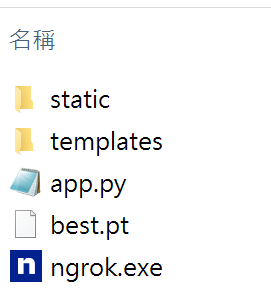 名稱
static
templates
app.py
best.pt
n ngrok.exe